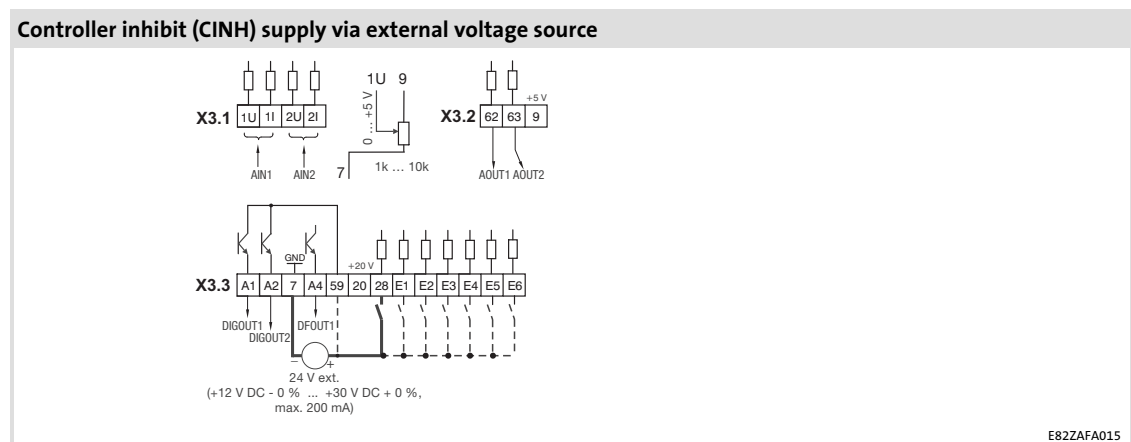 Controller inhibit (CINH) supply via external voltage source
1U 9
+5 V
X3.1 1U 1I 2U 2I
0 ... +5 V
X3.2 62 63 9
AIN1 AIN2
7
1k ... 10k
AOUT1 AOUT2
GND
+20 V
X3.3 A1 A2 7 A4 59 20 28 E1 E2 E3 E4 E5 E6
DIGOUT1
DIGOUT2
DFOUT1
– +
24 V ext.
(+12 V DC - 0 % ... +30 V DC + 0 %,
max. 200 mA)
E82ZAFA015